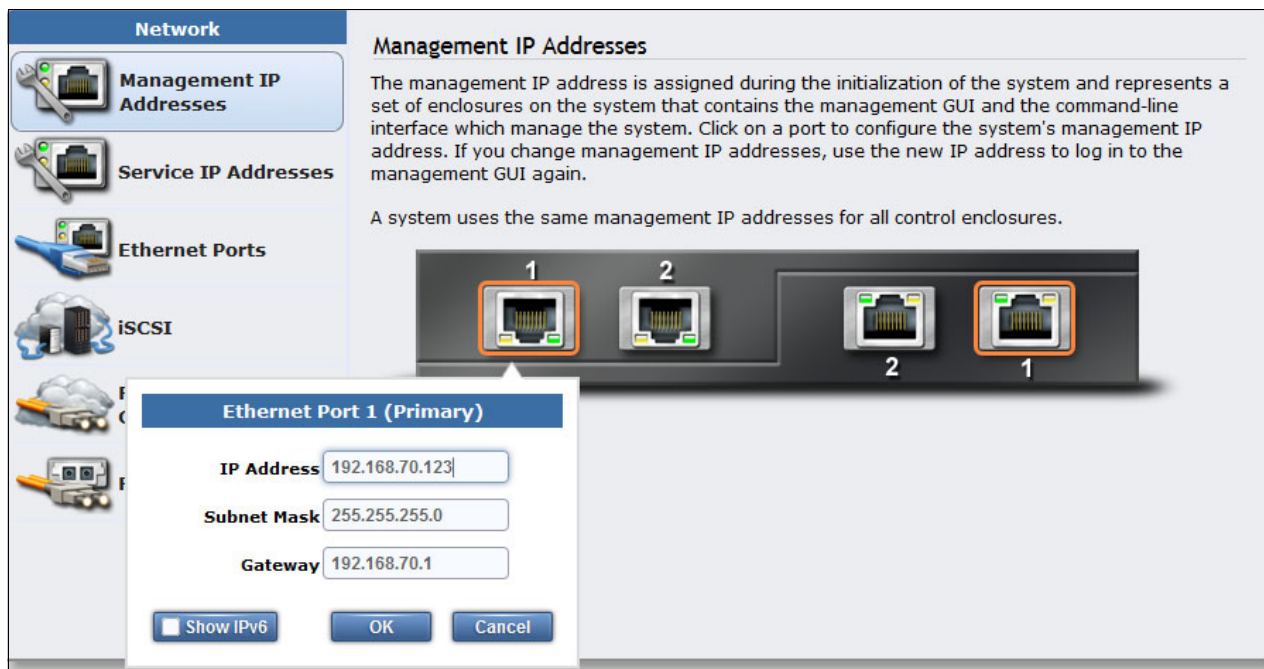 Network
Management IP
Addresses
Service IP Addresses
Ethernet Ports
iSCSI
Management IP Addresses
The management IP address is assigned during the initialization of the system and represents a
set of enclosures on the system that contains the management GUI and the command-line
interface which manage the system. Click on a port to configure the system's management IP
address. If you change management IP addresses, use the new IP address to log in to the
management GUI again.
A system uses the same management IP addresses for all control enclosures.
1
2
2
1
Ethernet Port 1 (Primary)
IP Address 192.168.70.123
Subnet Mask 255.255.255.0
Gateway 192.168.70.1
Show IPv6 OK Cancel